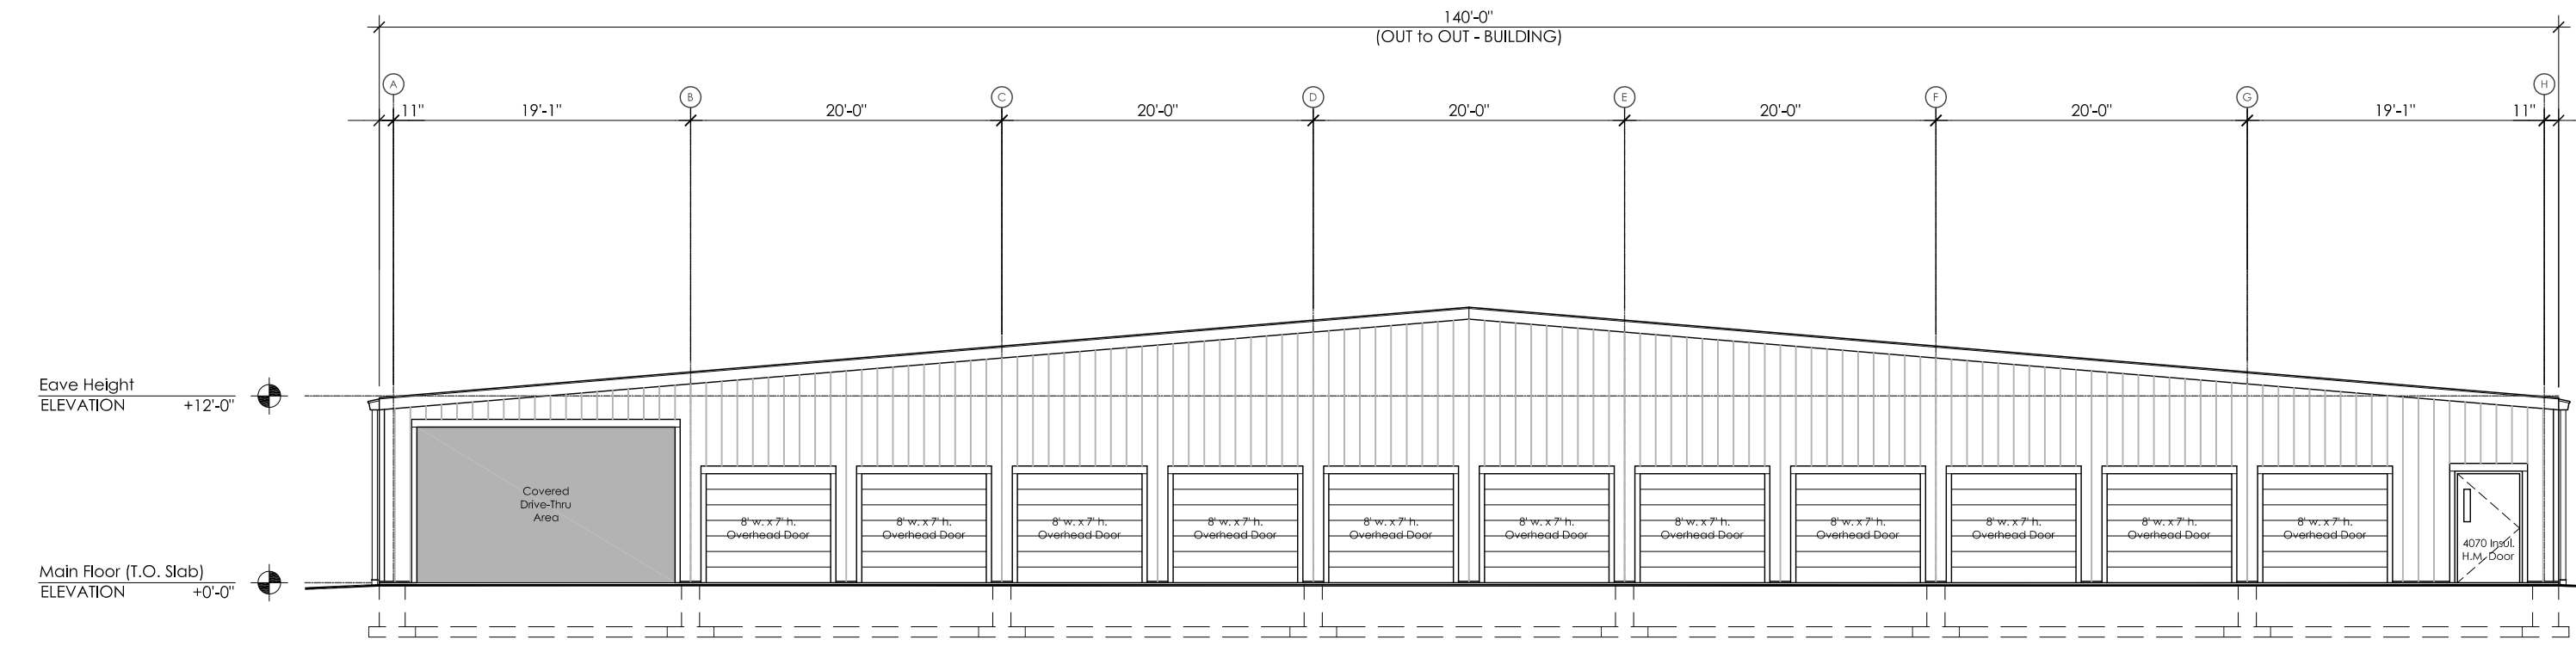 140'-0"
(OUT to OUT - BUILDING)
A
B
C
D
E
F
G
H
11"
19'-1"
20'-0"
20'-0"
20'-0"
20'-0"
20'-0"
19'-1"
11"
Eave Height
ELEVATION +12'-0"
Covered
Drive-Thru
Area
8' w. x 7' h.
Overhead Door
8' w. x 7' h.
Overhead Door
8' w. x 7' h.
Overhead Door
8' w. x 7' h.
Overhead Door
8' w. x 7' h.
Overhead Door
8' w. x 7' h.
Overhead Door
8' w. x 7' h.
Overhead Door
8' w. x 7' h.
Overhead Door
8' w. x 7' h.
Overhead Door
8' w. x 7' h.
Overhead Door
8' w. x 7' h.
Overhead Door
4070 Insul.
H.M. Door
Main Floor (T.O. Slab)
ELEVATION +0'-0"